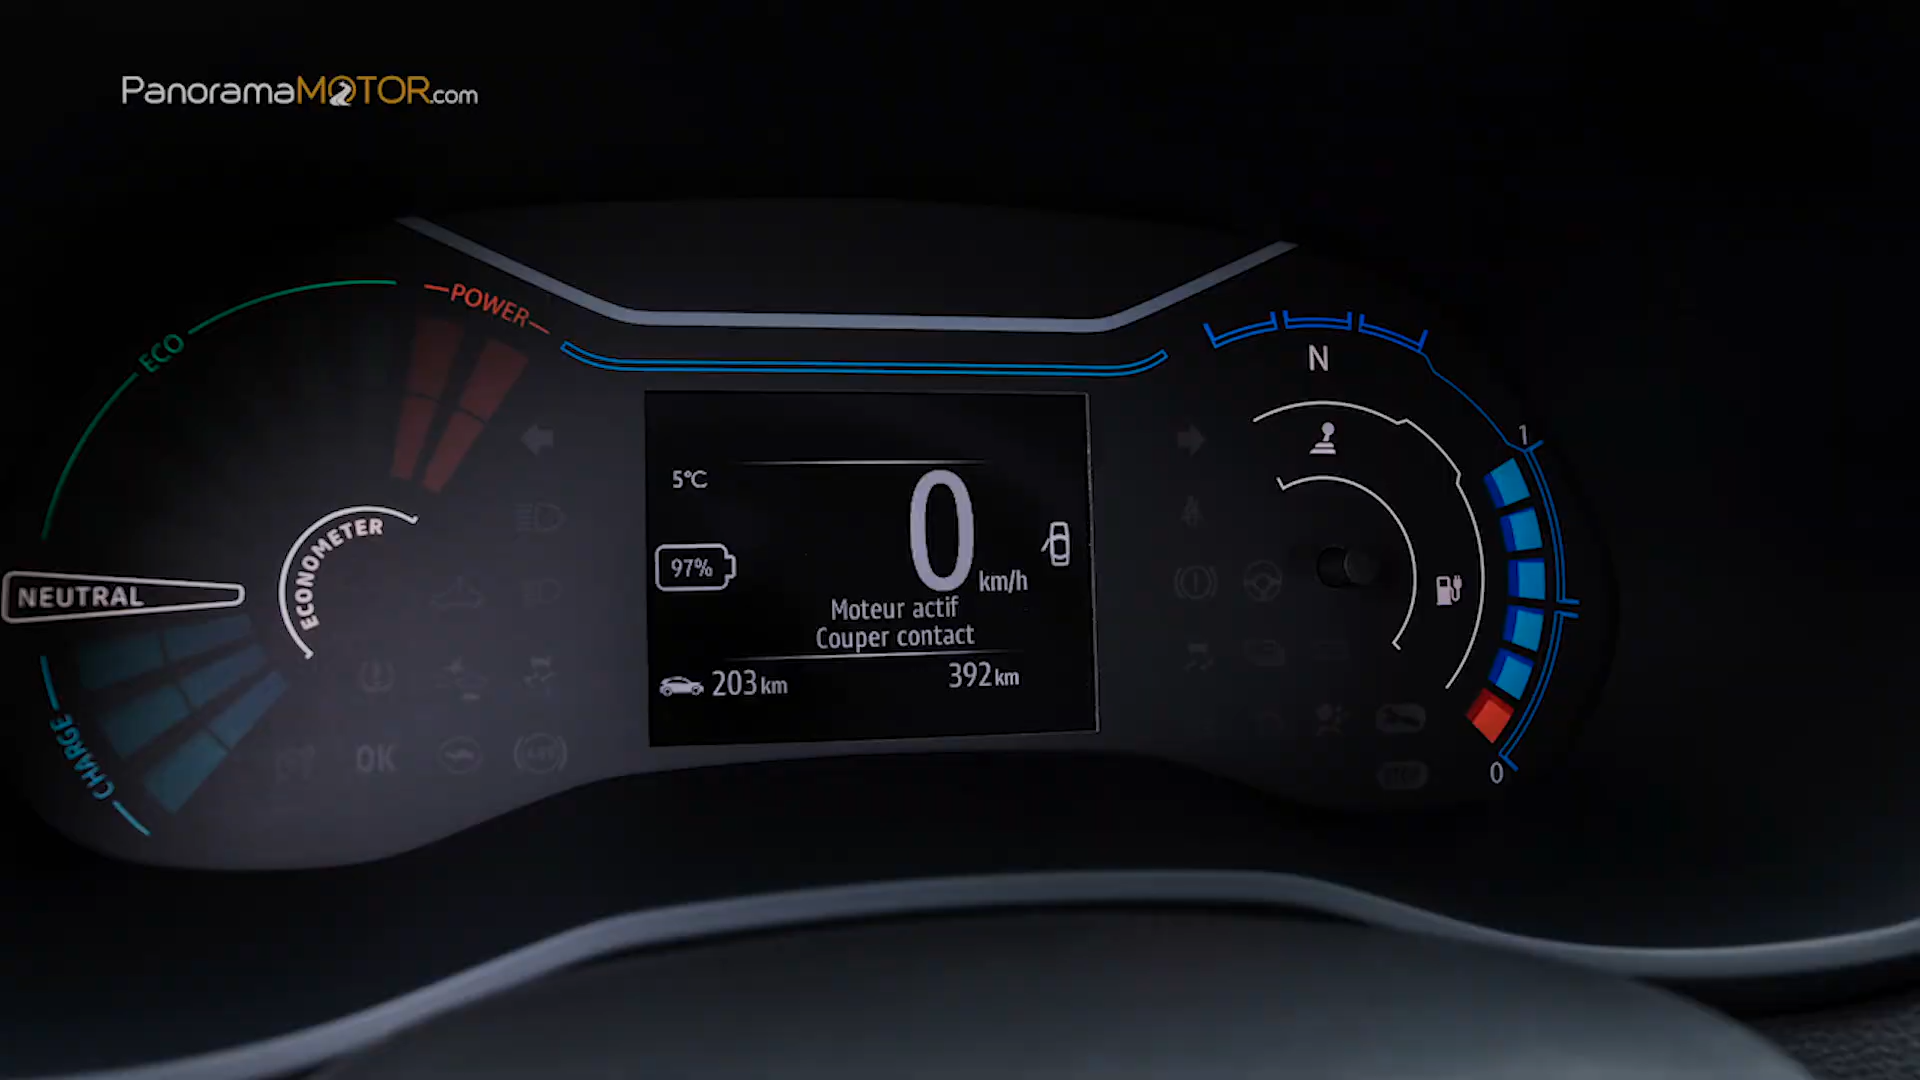 PanoramaMOTOR.com
POWER
ECO
N
1
5°C
0
ECONOMETER
97%
km/h
NEUTRAL
Moteur actif
Couper contact
203 km
392 km
CHARGE
OK
0